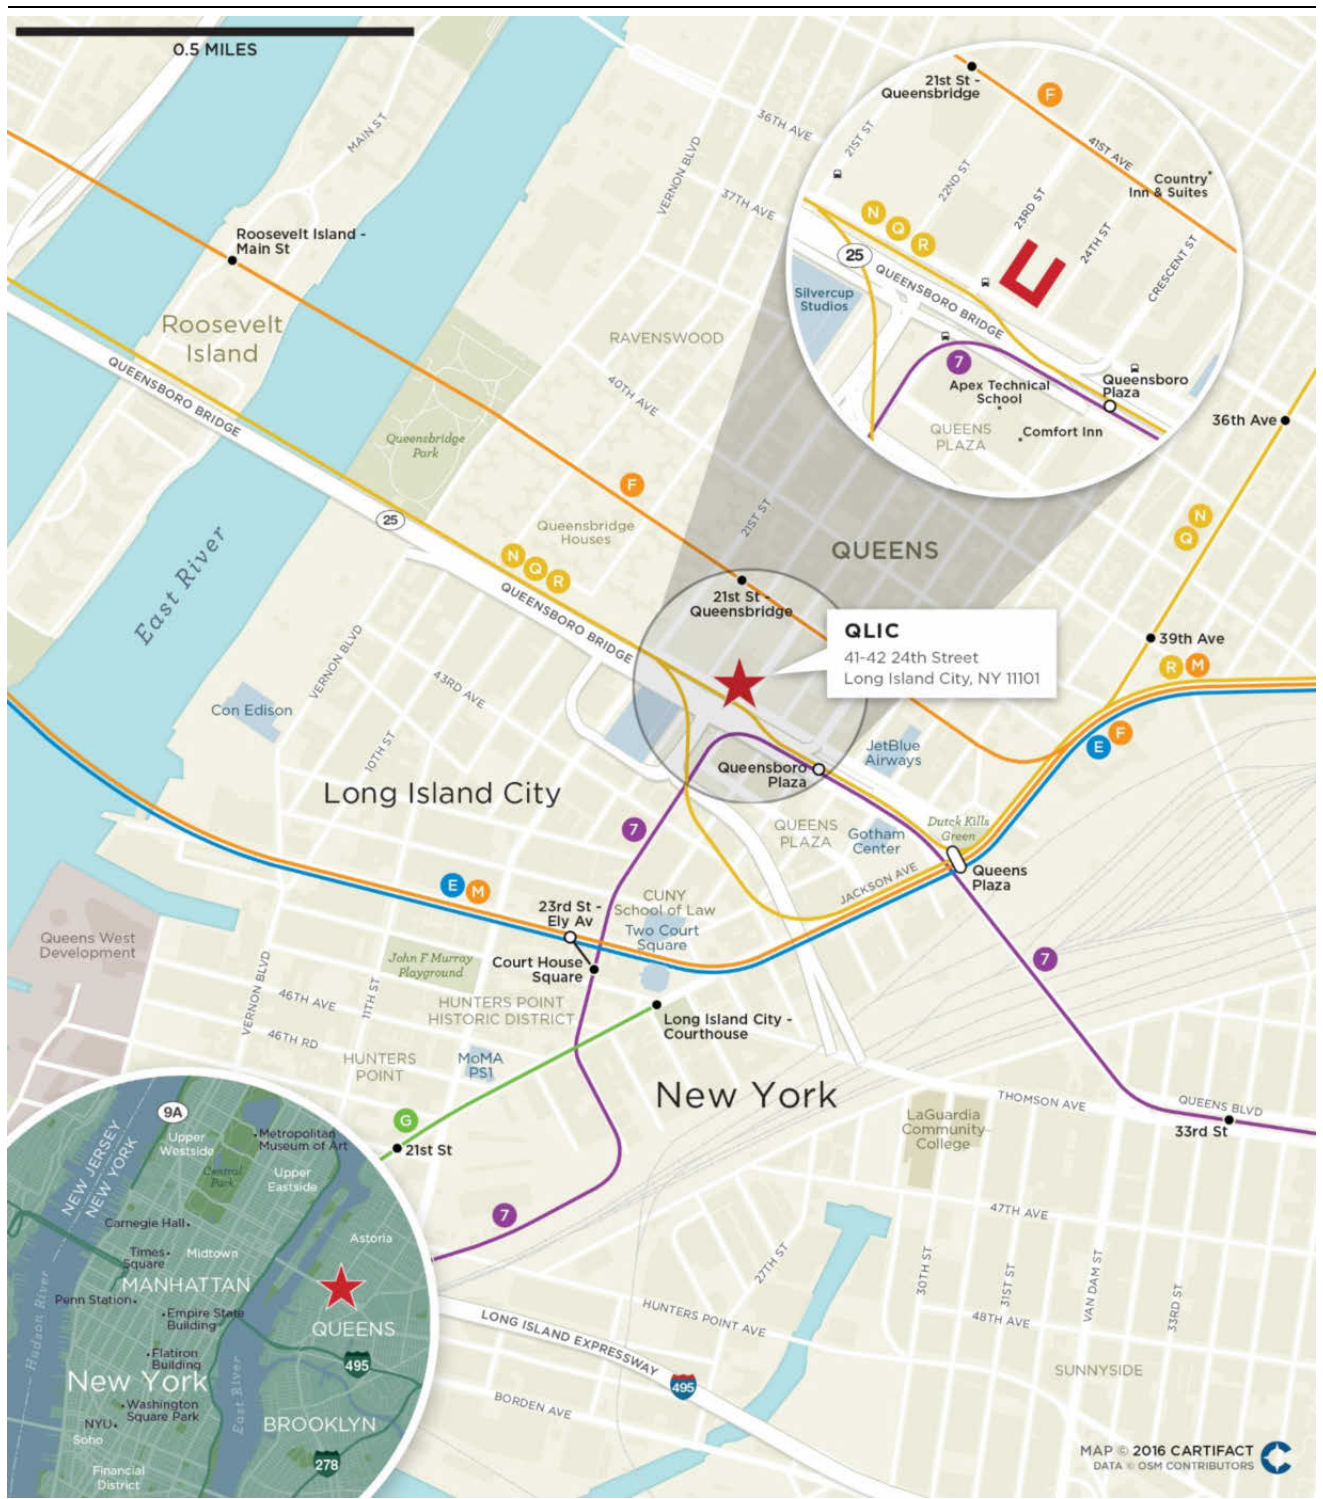 0.5 MILES
MAIN ST
Roosevelt Island -
Main St
Roosevelt
Island
QUEENSBORO BRIDGE
Queensbridge
Park
25
East River
VERNON BLVD
36TH AVE
37TH AVE
RAVENSWOOD
40TH AVE
F
Queensbridge
Houses
N
Q
R
QUEENSBORO BRIDGE
21ST ST
QUEENS
21st St -
Queensbridge
21st St -
Queensbridge
F
21ST ST
22ND ST
23RD ST
24TH ST
41ST AVE
CRESCENT ST
Country
Inn & Suites
N
Q
R
25
QUEENSBORO BRIDGE
Silvercup
Studios
7
Apex Technical
School
Queensboro
Plaza
QUEENS
PLAZA
Comfort Inn
36th Ave
N
Q
39th Ave
R
M
E
F
QLIC
41-42 24th Street
Long Island City, NY 11101
VERNON BLVD
43RD AVE
10TH ST
Con Edison
Long Island City
JetBlue
Airways
Queensboro
Plaza
QUEENS
PLAZA
Gotham
Center
Dutck Kills
Green
Queens
Plaza
JACKSON AVE
7
E
M
23rd St -
Ely Av
CUNY
School of Law
Two Court
Square
Court House
Square
John F Murray
Playground
Queens West
Development
VERNON BLVD
46TH AVE
11TH ST
46TH RD
HUNTERS POINT
HISTORIC DISTRICT
HUNTERS
POINT
MoMA
PS1
Long Island City -
Courthouse
New York
7
THOMSON AVE
QUEENS BLVD
33rd St
LaGuardia
Community
College
G
21st St
7
47TH AVE
27TH ST
30TH ST
31ST ST
VAN DAM ST
33RD ST
HUNTERS POINT AVE
48TH AVE
LONG ISLAND EXPRESSWAY
495
BORDEN AVE
SUNNYSIDE
9A
NEW JERSEY
NEW YORK
Upper
Westside
Metropolitan
Museum of Art
Central
Park
Upper
Eastside
Carnegie Hall
Astoria
Times
Square
Midtown
MANHATTAN
Penn Station
Empire State
Building
QUEENS
Hudson River
Flatiron
Building
495
New York
East River
Washington
Square Park
NYU
BROOKLYN
Soho
278
Financial
District
MAP © 2016 CARTIFACT
DATA © OSM CONTRIBUTORS